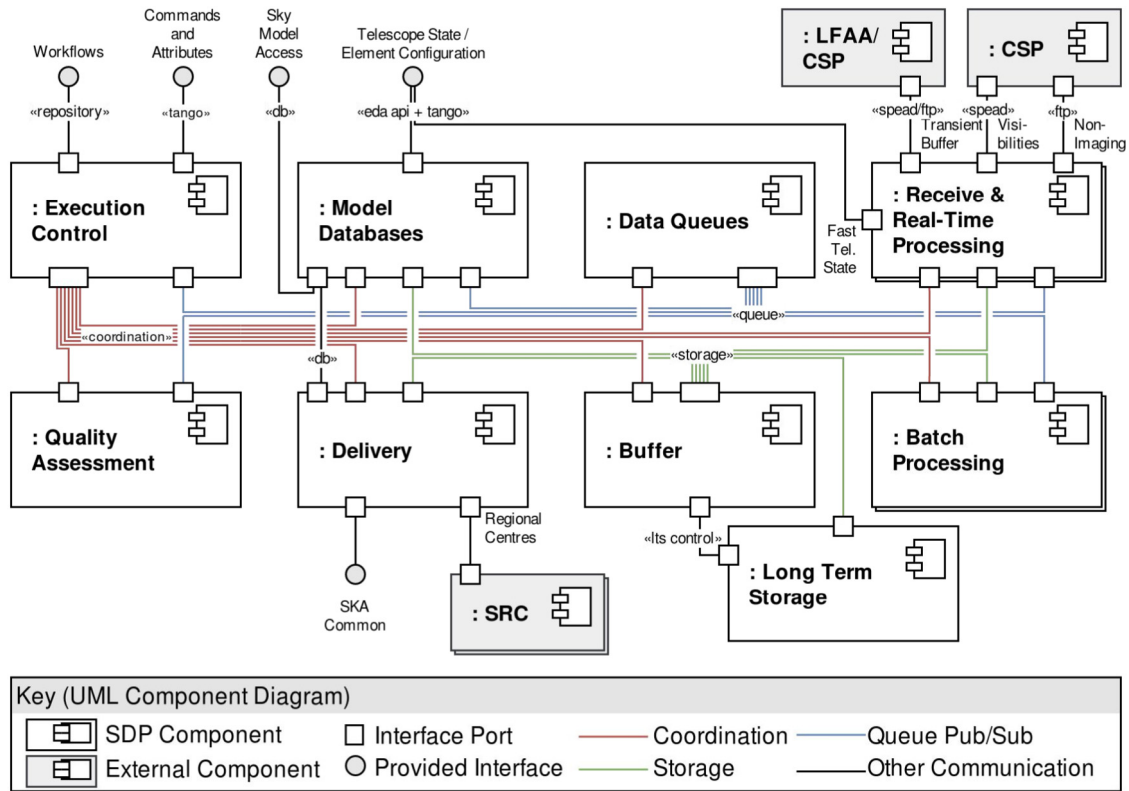 Commands
and
Attributes
Sky
Model
Access
Workflows
Telescope State /
Element Configuration
: LFAA/
CSP
: CSP
«repository»
«tango»
«db»
«eda api + tango»
«spead/ftp»
«spead»
«ftp»
Transient
Buffer
Visi-
bilities
Non-
Imaging
: Execution
Control
: Model
Databases
: Data Queues
: Receive &
Real-Time
Processing
Fast
Tel.
State
«queue»
«coordination»
«db»
«storage»
: Quality
Assessment
: Delivery
: Buffer
: Batch
Processing
Regional
Centres
«lts control»
: Long Term
Storage
SKA
Common
: SRC
Key (UML Component Diagram)
SDP Component
Interface Port
Coordination
Queue Pub/Sub
External Component
Provided Interface
Storage
Other Communication